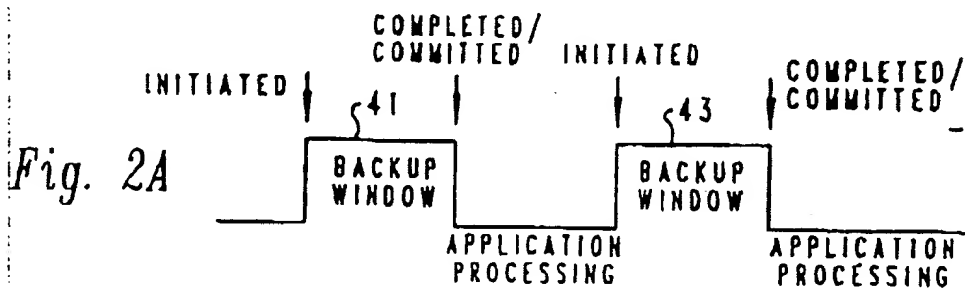 COMPLETED/
COMMITTED
INITIATED
INITIATED
COMPLETED/
COMMITTED
41
43
Fig. 2A
BACKUP
WINDOW
BACKUP
WINDOW
APPLICATION
PROCESSING
APPLICATION
PROCESSING